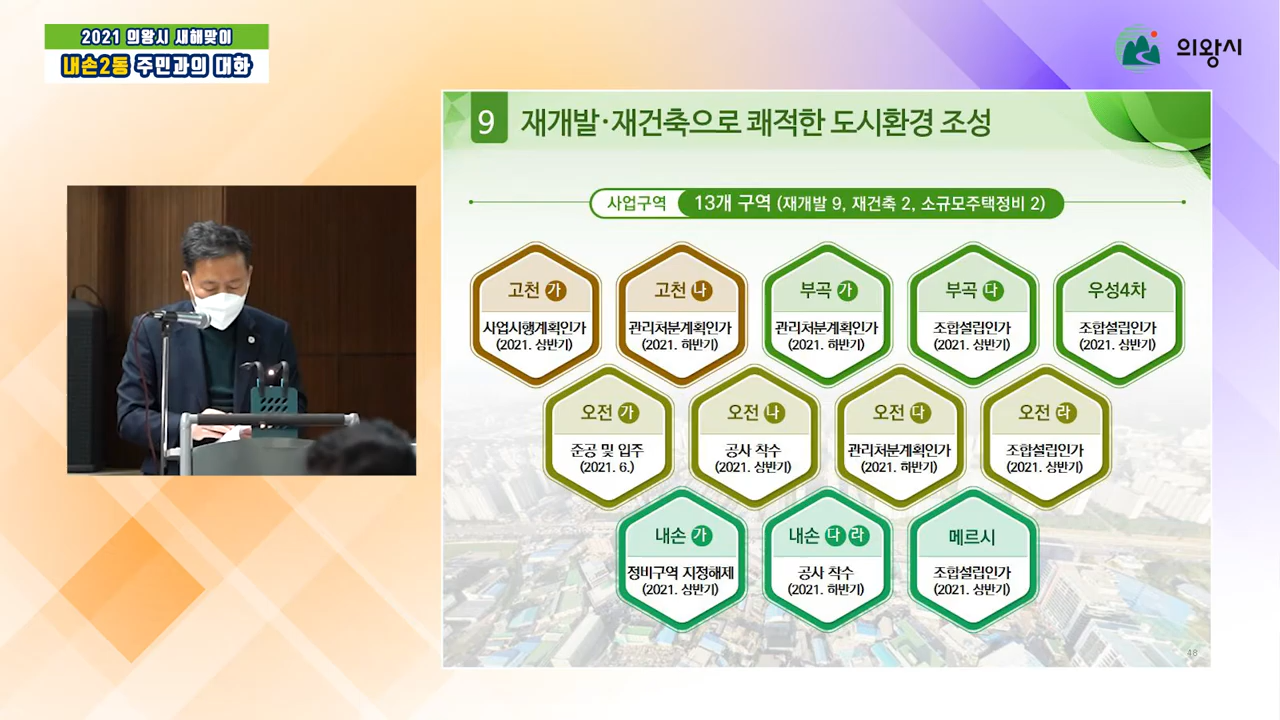 2021 의왕시 새해맞이
내손2동 주민과의 대화
의왕시
9 재개발·재건축으로 쾌적한 도시환경 조성
사업구역 13개 구역 (재개발 9, 재건축 2, 소규모주택정비 2)
고천 가
사업시행계획인가
(2021. 상반기)
고천 나
관리처분계획인가
(2021. 하반기)
부곡 가
관리처분계획인가
(2021. 하반기)
부곡 다
조합설립인가
(2021. 상반기)
우성4차
조합설립인가
(2021. 상반기)
오전 가
준공 및 입주
(2021. 6.)
오전 나
공사 착수
(2021. 상반기)
오전 다
관리처분계획인가
(2021. 하반기)
오전 라
조합설립인가
(2021. 상반기)
내손 가
정비구역 지정해제
(2021. 상반기)
내손 다 라
공사 착수
(2021. 하반기)
메르시
조합설립인가
(2021. 상반기)
48